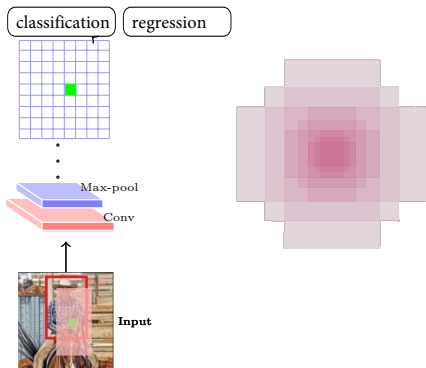 classification
regression
Max-pool
Conv
Input